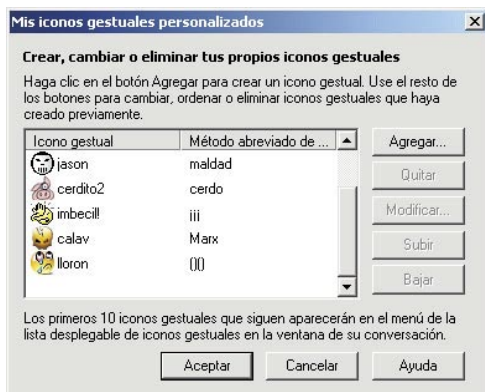 Mis iconos gestuales personalizados
Crear, cambiar o eliminar tus propios iconos gestuales
Haga clic en el botón Agregar para crear un icono gestual. Use el resto de
los botones para cambiar, ordenar o eliminar iconos gestuales que haya
creado previamente.
Icono gestual Método abreviado de ...
jason maldad
cerdito2 cerdo
imbecil! iii
calav Marx
lloron ()()
Agregar...
Quitar
Modificar...
Subir
Bajar
Los primeros 10 iconos gestuales que siguen aparecerán en el menú de la
lista desplegable de iconos gestuales en la ventana de su conversación.
Aceptar Cancelar Ayuda